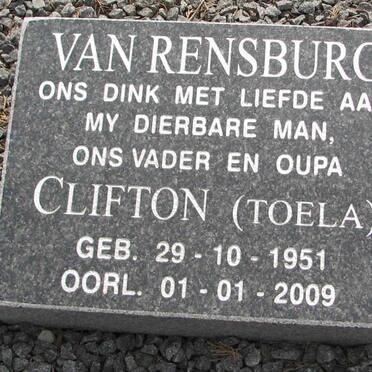 VAN RENSBURG
ONS DINK MET LIEFDE AA
MY DIERBARE MAN,
ONS VADER EN OUPA
CLIFTON (TOELA)
GEB. 29 - 10 - 1951
OORL. 01 - 01 - 2009